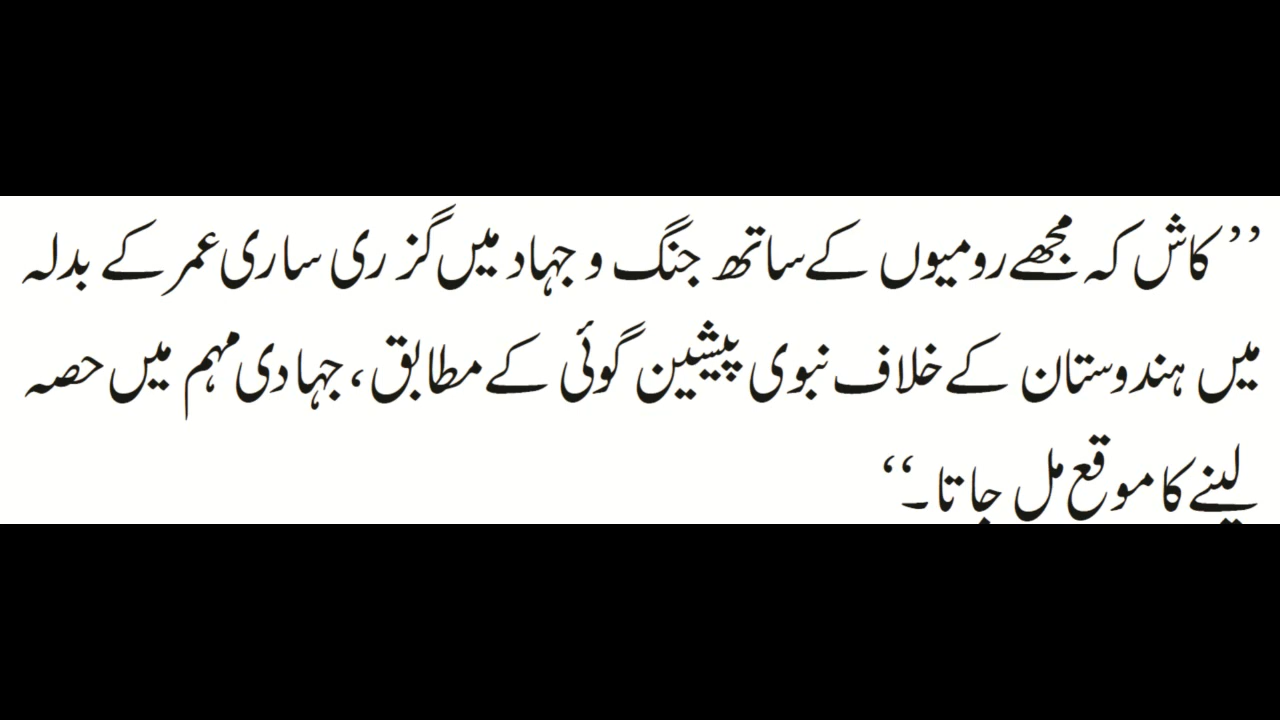 ’’کاش کہ مجھے رومیوں کے ساتھ جنگ و جہاد میں گزری ساری عمر کے بدلہ
میں ہندوستان کے خلاف نبوی پیشین گوئی کے مطابق، جہادی مہم میں حصہ
لینے کا موقع مل جاتا۔‘‘